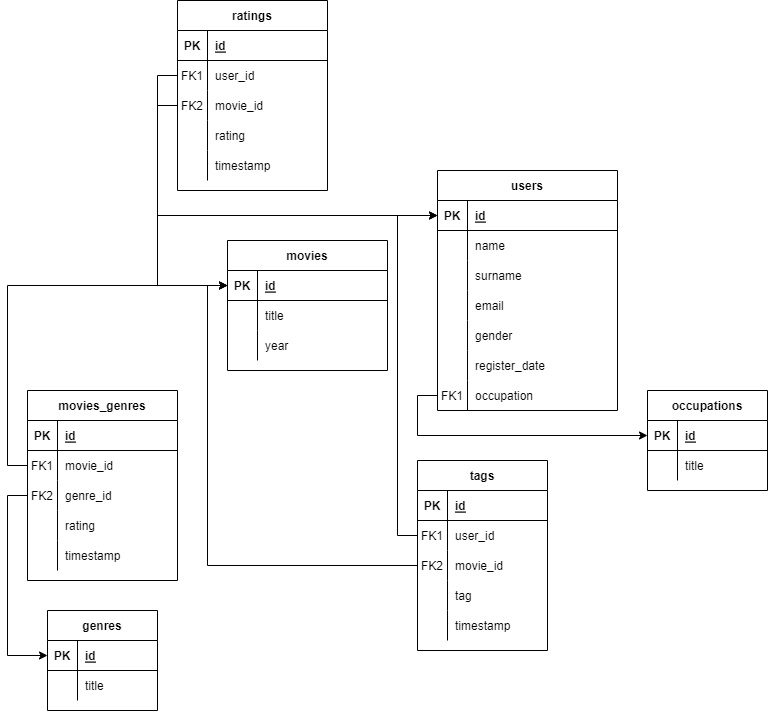 ratings
PK id
FK1 user_id
FK2 movie_id
rating
timestamp
users
PK id
name
surname
email
gender
register_date
FK1 occupation
movies
PK id
title
year
movies_genres
PK id
FK1 movie_id
FK2 genre_id
rating
timestamp
occupations
PK id
title
tags
PK id
FK1 user_id
FK2 movie_id
tag
timestamp
genres
PK id
title